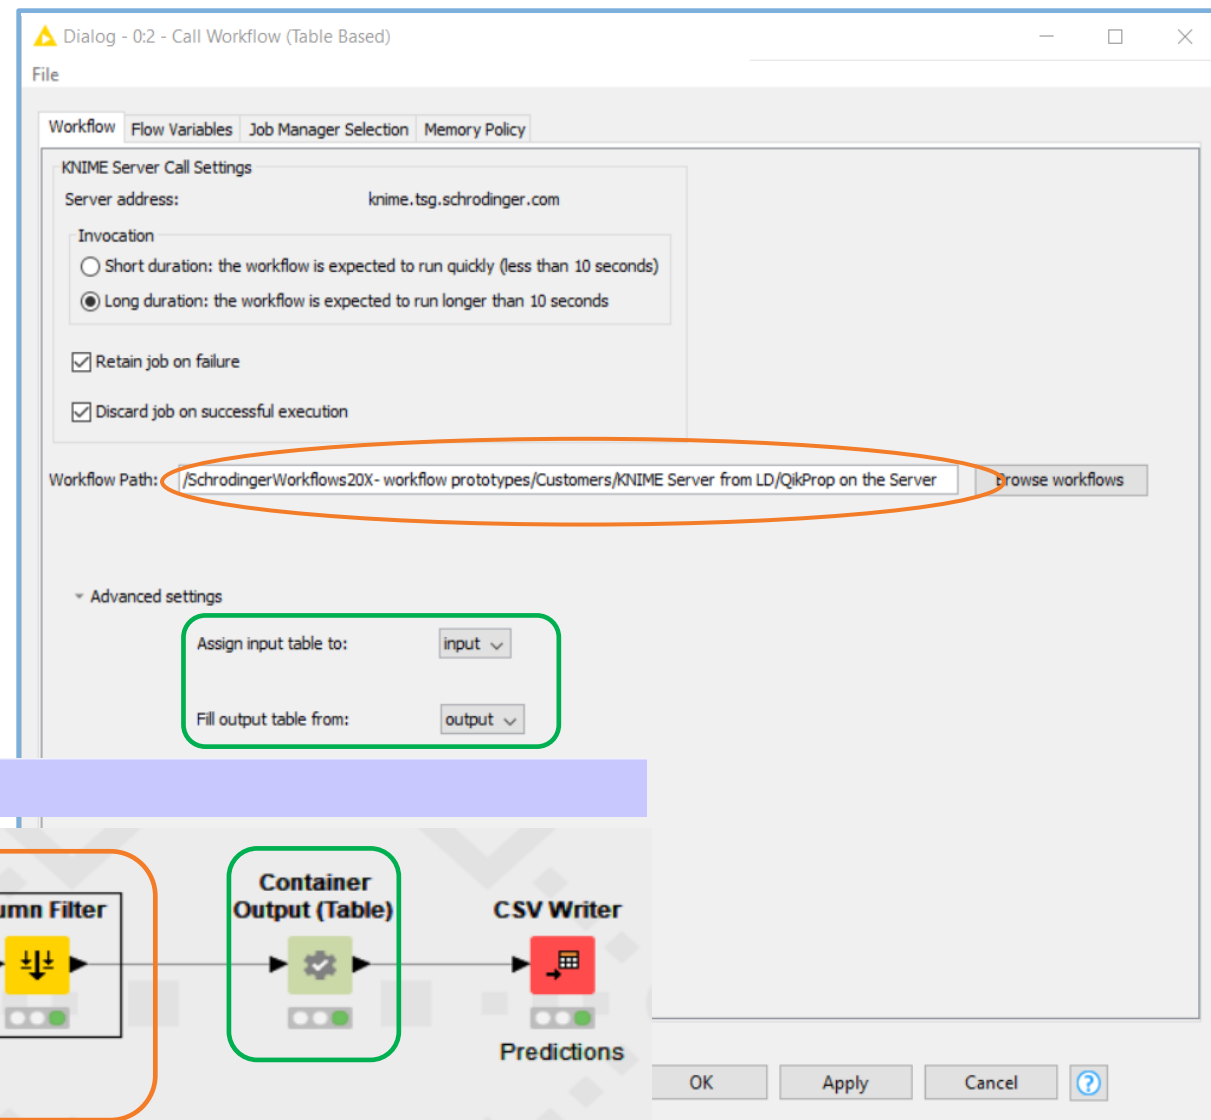 Dialog - 0:2 - Call Workflow (Table Based)
File
Workflow Flow Variables Job Manager Selection Memory Policy
KNIME Server Call Settings
Server address: knime.tsg.schrodinger.com
Invocation
Short duration: the workflow is expected to run quickly (less than 10 seconds)
Long duration: the workflow is expected to run longer than 10 seconds
Retain job on failure
Discard job on successful execution
Workflow Path: /SchrodingerWorkflows20X- workflow prototypes/Customers/KNIME Server from LD/QikProp on the Server Browse workflows
Advanced settings
Assign input table to: input
Fill output table from: output
Container
umn Filter Output (Table) CSV Writer
Predictions
OK Apply Cancel ?